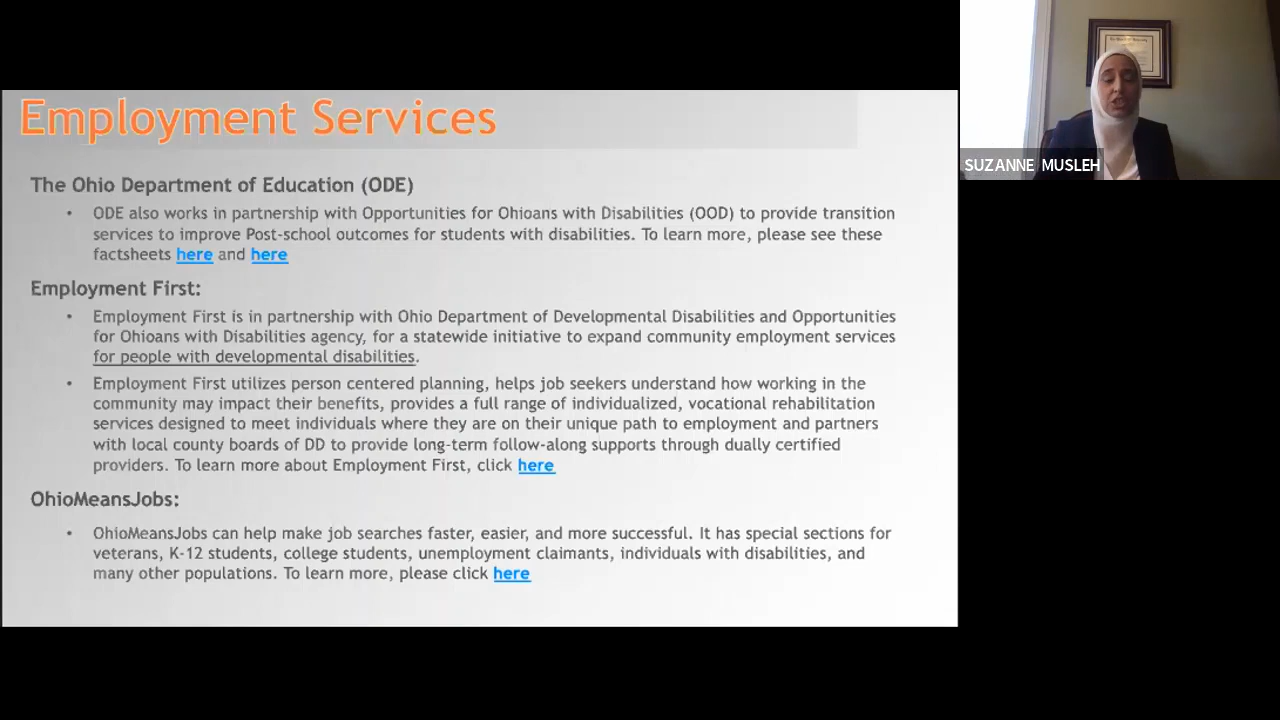 Employment Services
The Ohio Department of Education (ODE)
• ODE also works in partnership with Opportunities for Ohioans with Disabilities (OOD) to provide transition
services to improve Post-school outcomes for students with disabilities. To learn more, please see these
factsheets here and here
Employment First:
• Employment First is in partnership with Ohio Department of Developmental Disabilities and Opportunities
for Ohioans with Disabilities agency, for a statewide initiative to expand community employment services
for people with developmental disabilities.
• Employment First utilizes person centered planning, helps job seekers understand how working in the
community may impact their benefits, provides a full range of individualized, vocational rehabilitation
services designed to meet individuals where they are on their unique path to employment and partners
with local county boards of DD to provide long-term follow-along supports through dually certified
providers. To learn more about Employment First, click here
OhioMeansJobs:
• OhioMeansJobs can help make job searches faster, easier, and more successful. It has special sections for
veterans, K-12 students, college students, unemployment claimants, individuals with disabilities, and
many other populations. To learn more, please click here
SUZANNE MUSLEH